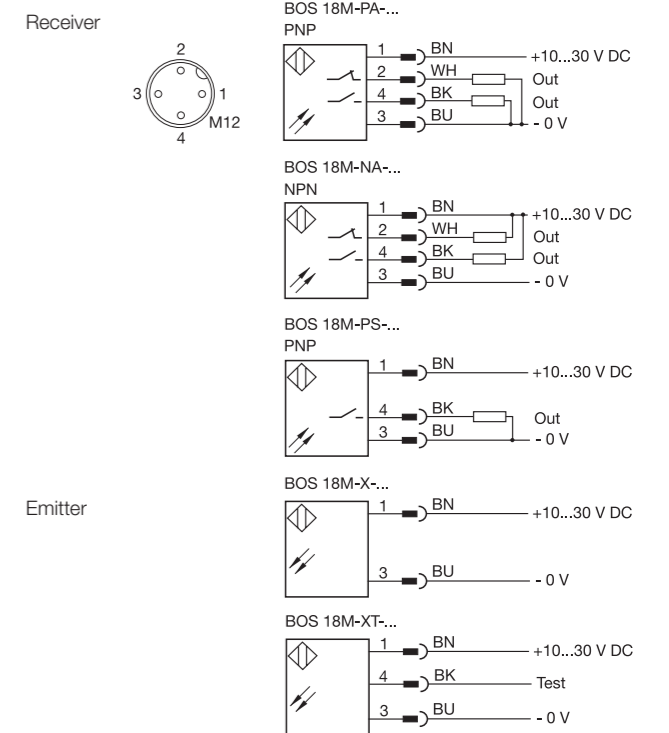 Receiver
2
3
1
M12
4
BOS 18M-PA-...
PNP
1 BN +10...30 V DC
2 WH Out
4 BK Out
3 BU - 0 V
BOS 18M-NA-...
NPN
1 BN +10...30 V DC
2 WH Out
4 BK Out
3 BU - 0 V
BOS 18M-PS-...
PNP
1 BN +10...30 V DC
4 BK Out
3 BU - 0 V
Emitter
BOS 18M-X-...
1 BN +10...30 V DC
3 BU - 0 V
BOS 18M-XT-...
1 BN +10...30 V DC
4 BK Test
3 BU - 0 V